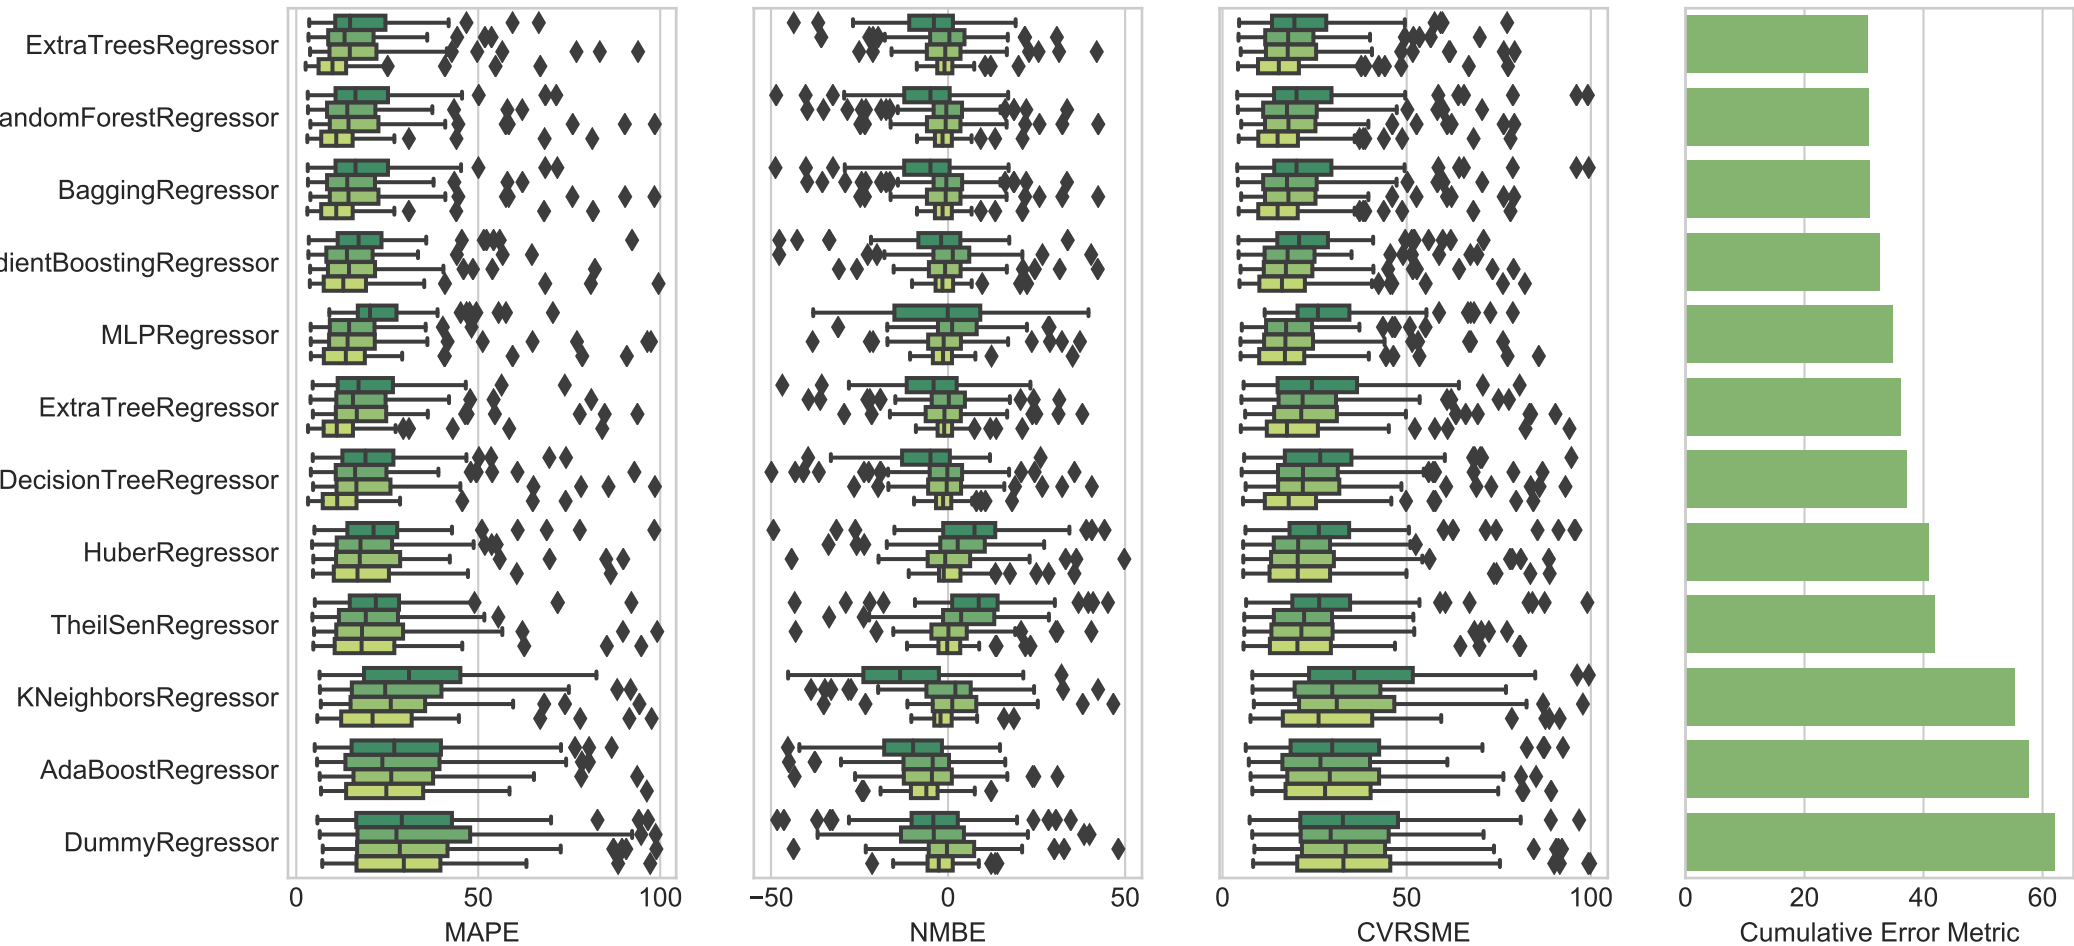 ExtraTreesRegressor
andomForestRegressor
BaggingRegressor
dientBoostingRegressor
MLPRegressor
ExtraTreeRegressor
DecisionTreeRegressor
HuberRegressor
TheilSenRegressor
KNeighborsRegressor
AdaBoostRegressor
DummyRegressor
0 50 100 −50 0 50 0 50 100 0 20 40 60
MAPE NMBE CVRSME Cumulative Error Metric